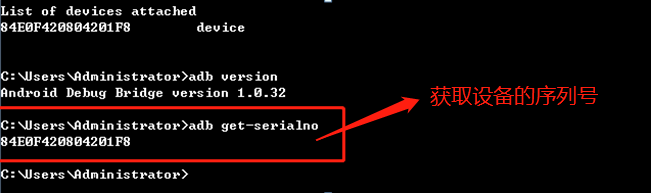 List of devices attached
84E0F420804201F8        device
C:\Users\Administrator>adb version
Android Debug Bridge version 1.0.32
C:\Users\Administrator>adb get-serialno
84E0F420804201F8
获取设备的序列号
C:\Users\Administrator>